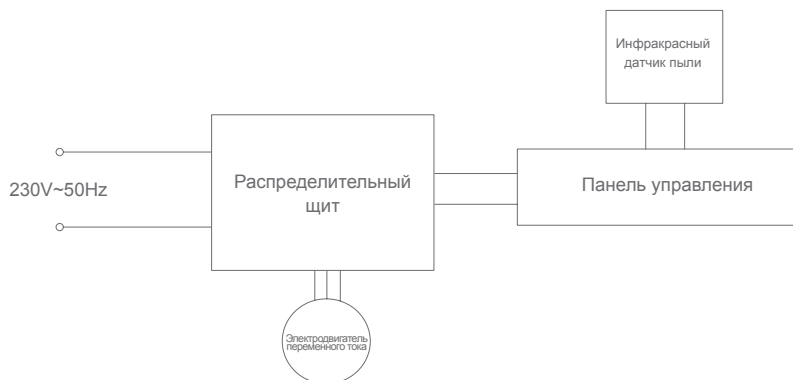 Инфракрасный
датчик пыли
230V~50Hz
Распределительный
щит
Панель управления
Электродвигатель
переменного тока